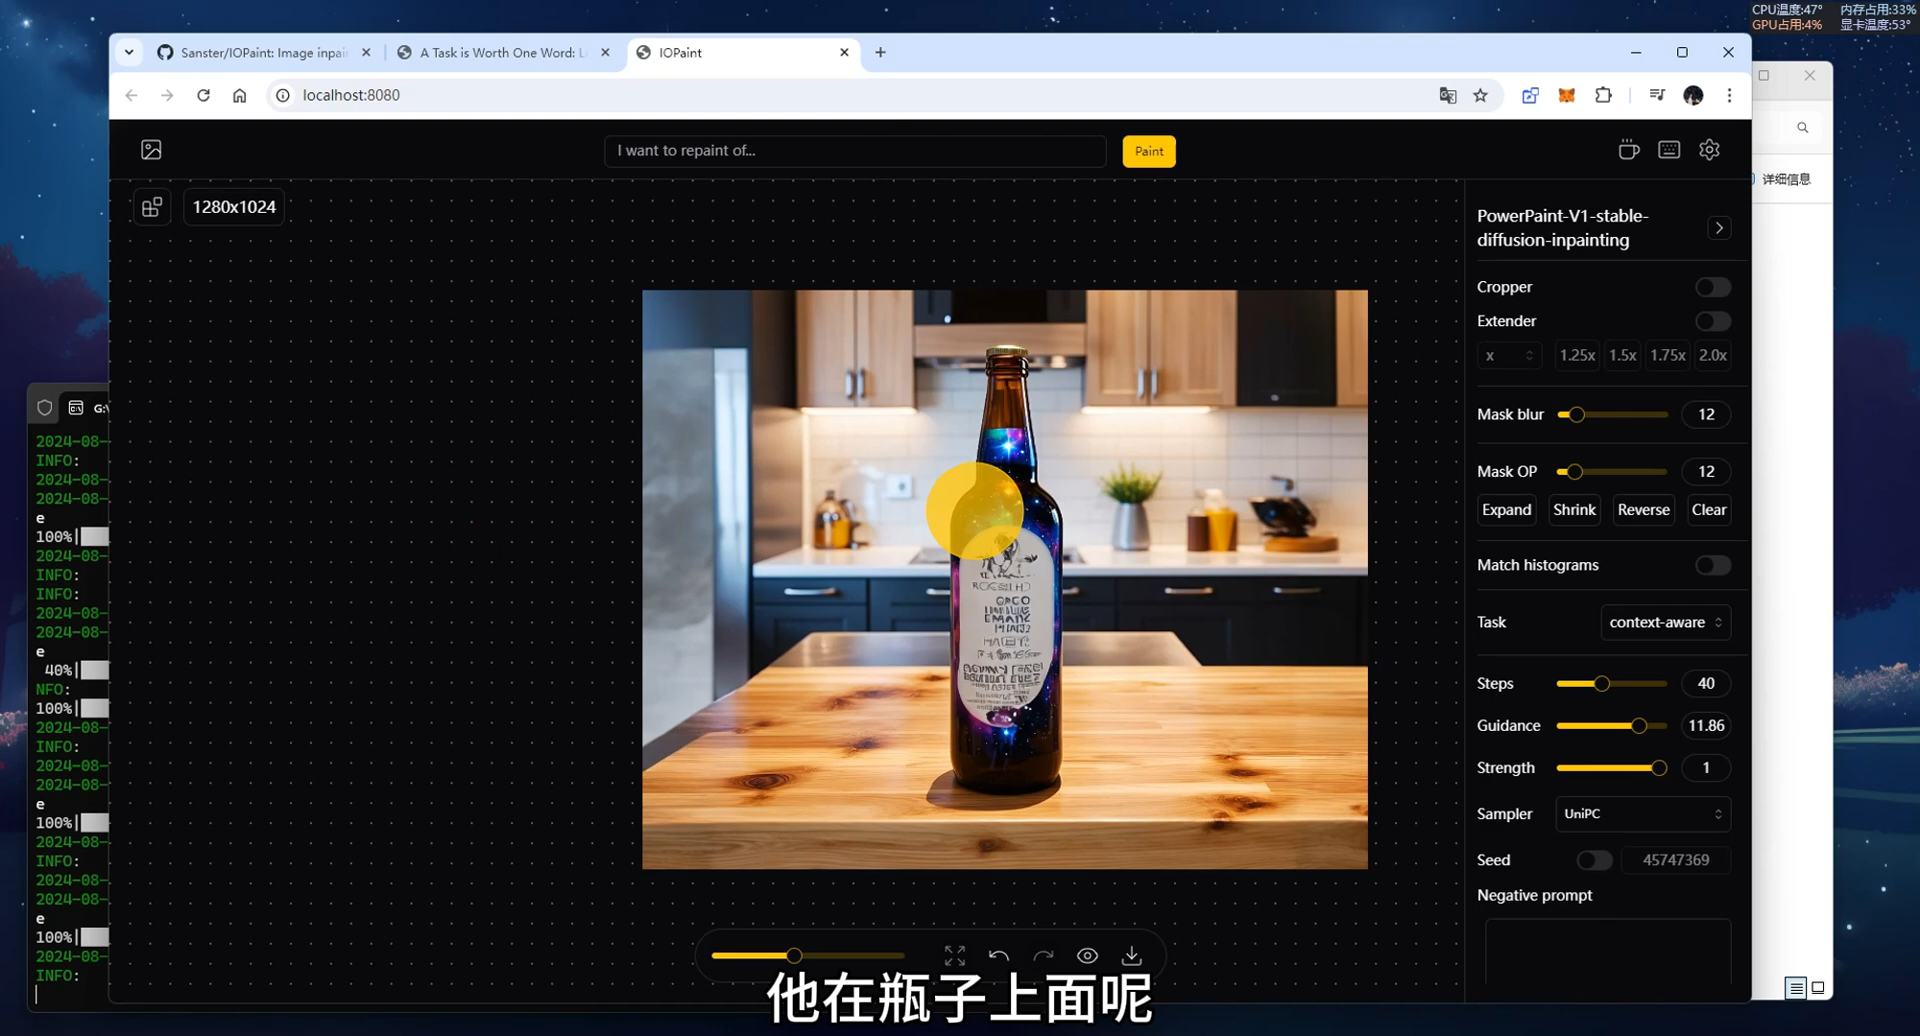 CPU温度:47° 内存占用:33%
GPU占用:4% 显卡温度:53°
Sanster/IOPaint: Image inpai
A Task is Worth One Word: L
IOPaint
localhost:8080
I want to repaint of...
Paint
1280x1024
详细信息
PowerPaint-V1-stable-
diffusion-inpainting
Cropper
Extender
x 1.25x 1.5x 1.75x 2.0x
Mask blur 12
Mask OP 12
Expand Shrink Reverse Clear
Match histograms
Task context-aware
Steps 40
Guidance 11.86
Strength 1
Sampler UniPC
Seed 45747369
Negative prompt
G:\
2024-08-
INFO:
2024-08-
2024-08-
e
100%|
2024-08-
INFO:
INFO:
2024-08-
2024-08-
e
40%|
NFO:
100%|
2024-08-
INFO:
2024-08-
2024-08-
e
100%|
2024-08-
INFO:
2024-08-
2024-08-
e
100%|
2024-08-
INFO:
他在瓶子上面呢